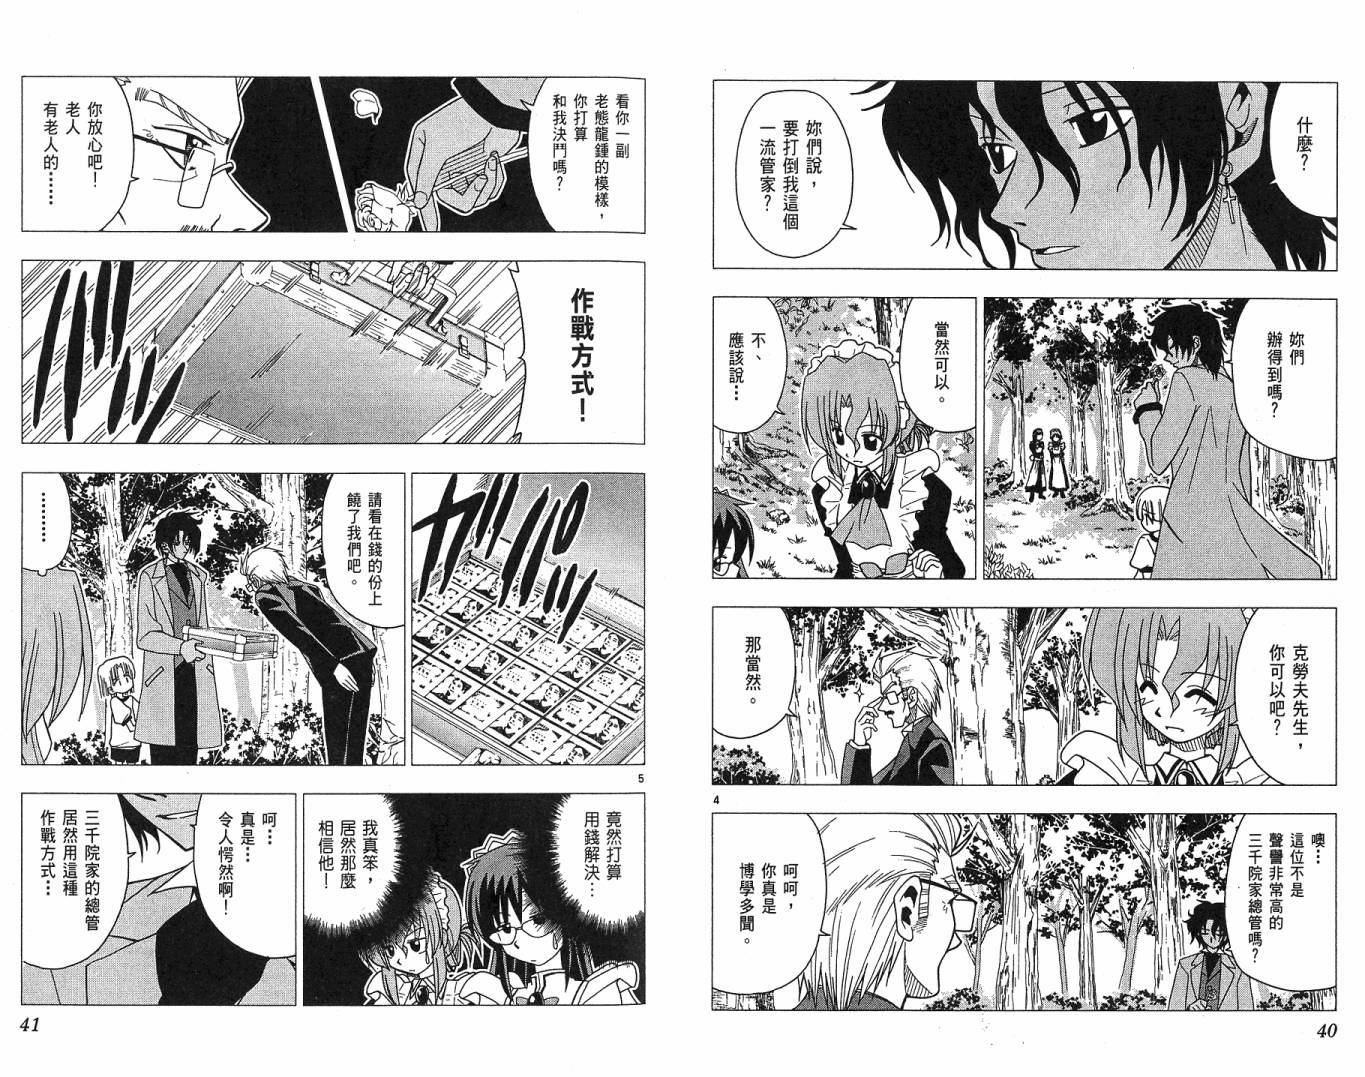 什麼？
妳們說，
要打倒我這個
一流管家？
妳們
辦得到嗎？
當然可以。
不、
應該說…
克勞夫先生，
你可以吧？
那當然。
4
噢…
這位不是
聲譽非常高的
三千院家總管嗎？
呵呵，
你真是
博學多聞。
40
看你一副
老態龍鍾的模樣，
你打算
和我決鬥嗎？
你放心吧！
老人
有老人的……
作戰方式！
請看在錢的份上
饒了我們吧。
………
5
竟然打算
用錢解決…
我真笨，
居然那麼
相信他！
呵…
真是…
令人愕然啊！
三千院家的總管
居然用這種
作戰方式…
41